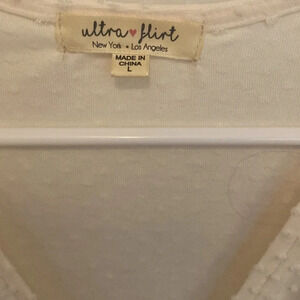 ultra♥flirt
New York • Los Angeles
MADE IN
CHINA
L